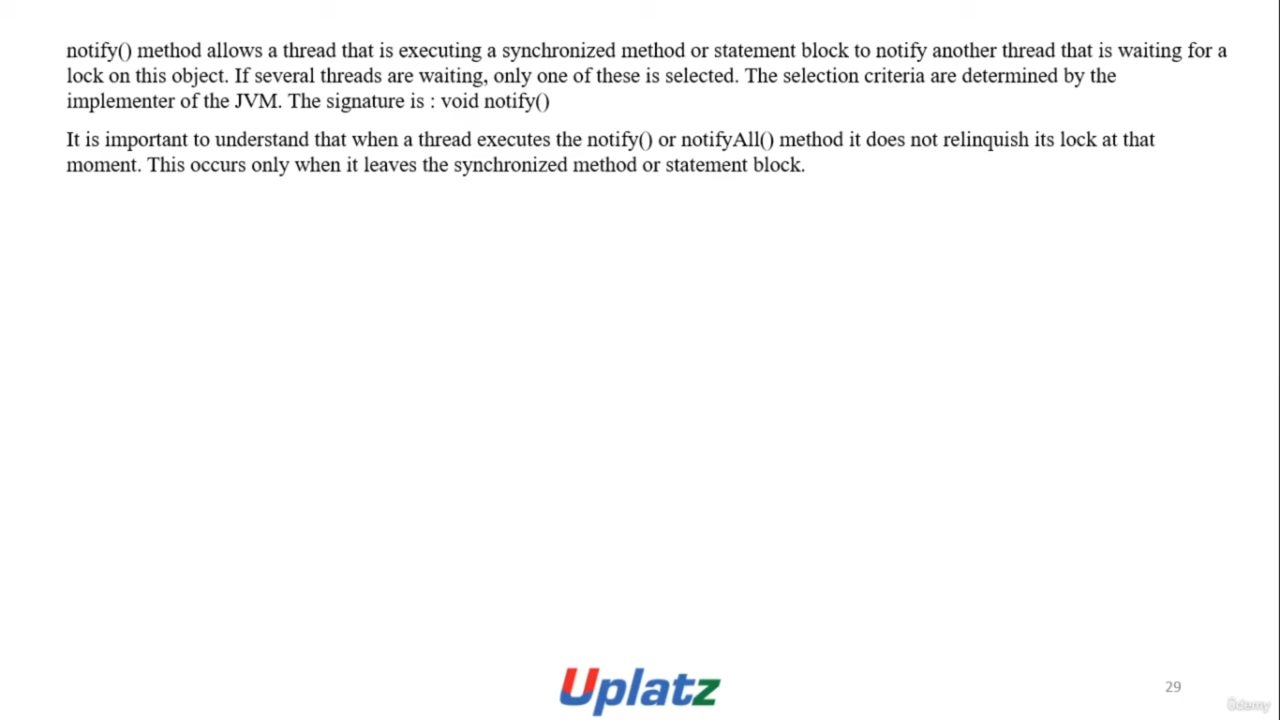 notify() method allows a thread that is executing a synchronized method or statement block to notify another thread that is waiting for a
lock on this object. If several threads are waiting, only one of these is selected. The selection criteria are determined by the
implementer of the JVM. The signature is : void notify()
It is important to understand that when a thread executes the notify() or notifyAll() method it does not relinquish its lock at that
moment. This occurs only when it leaves the synchronized method or statement block.
Uplatz
29
ûdemy